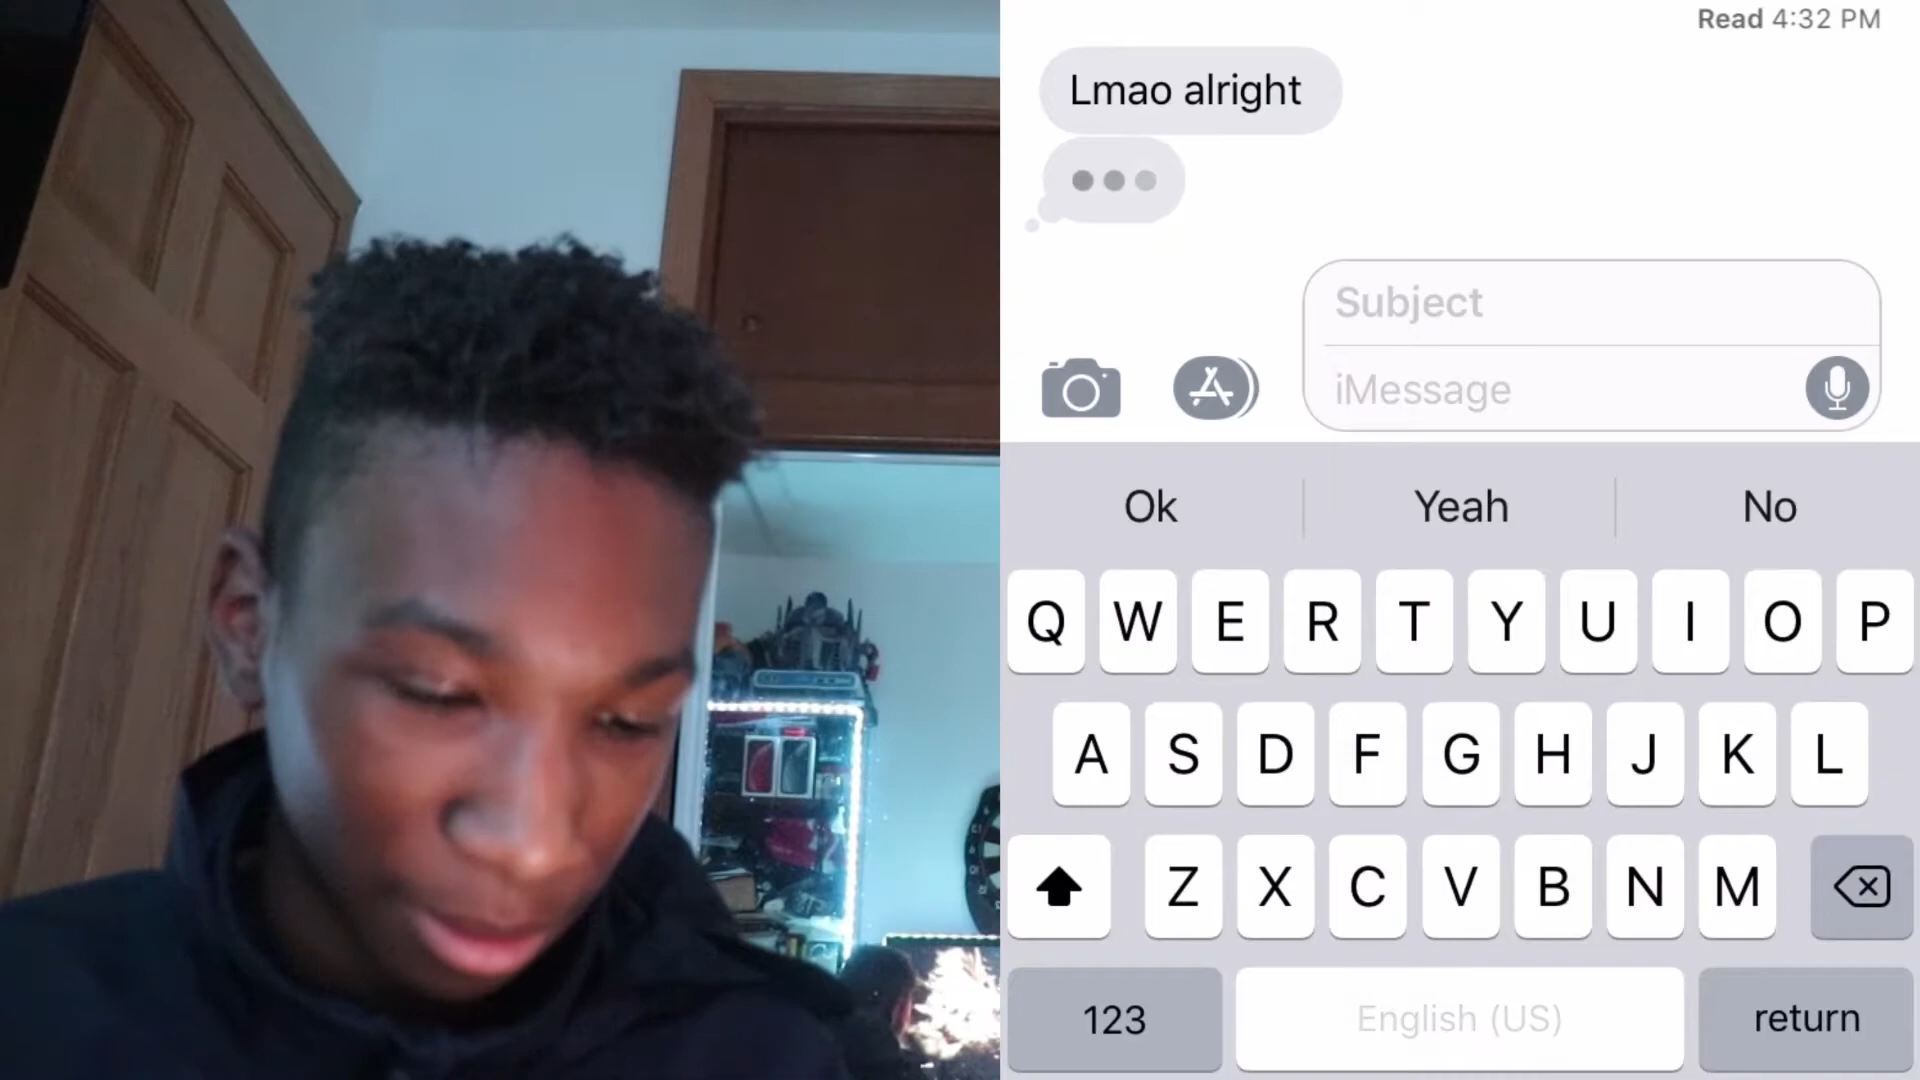 Read 4:32 PM
Lmao alright
Subject
iMessage
Ok Yeah No
Q W E R T Y U I O P
A S D F G H J K L
Z X C V B N M
123 English (US) return